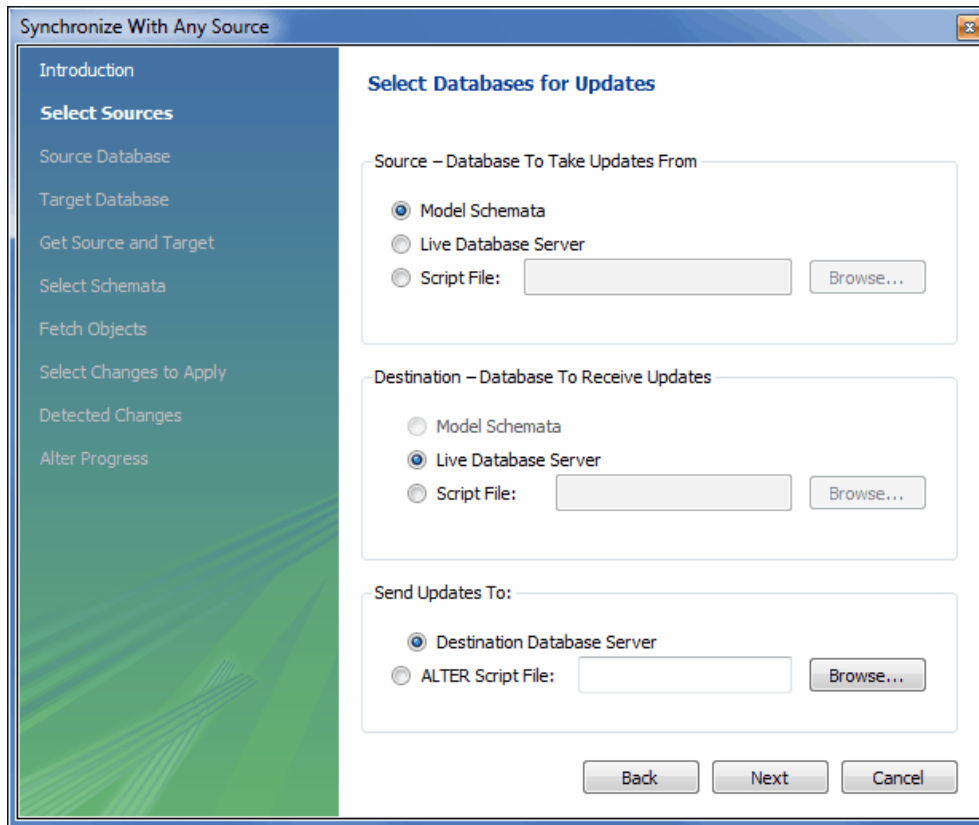 Synchronize With Any Source
Introduction
Select Sources
Source Database
Target Database
Get Source and Target
Select Schemata
Fetch Objects
Select Changes to Apply
Detected Changes
Alter Progress
Select Databases for Updates
Source – Database To Take Updates From
Model Schemata
Live Database Server
Script File: Browse...
Destination – Database To Receive Updates
Model Schemata
Live Database Server
Script File: Browse...
Send Updates To:
Destination Database Server
ALTER Script File: Browse...
Back Next Cancel